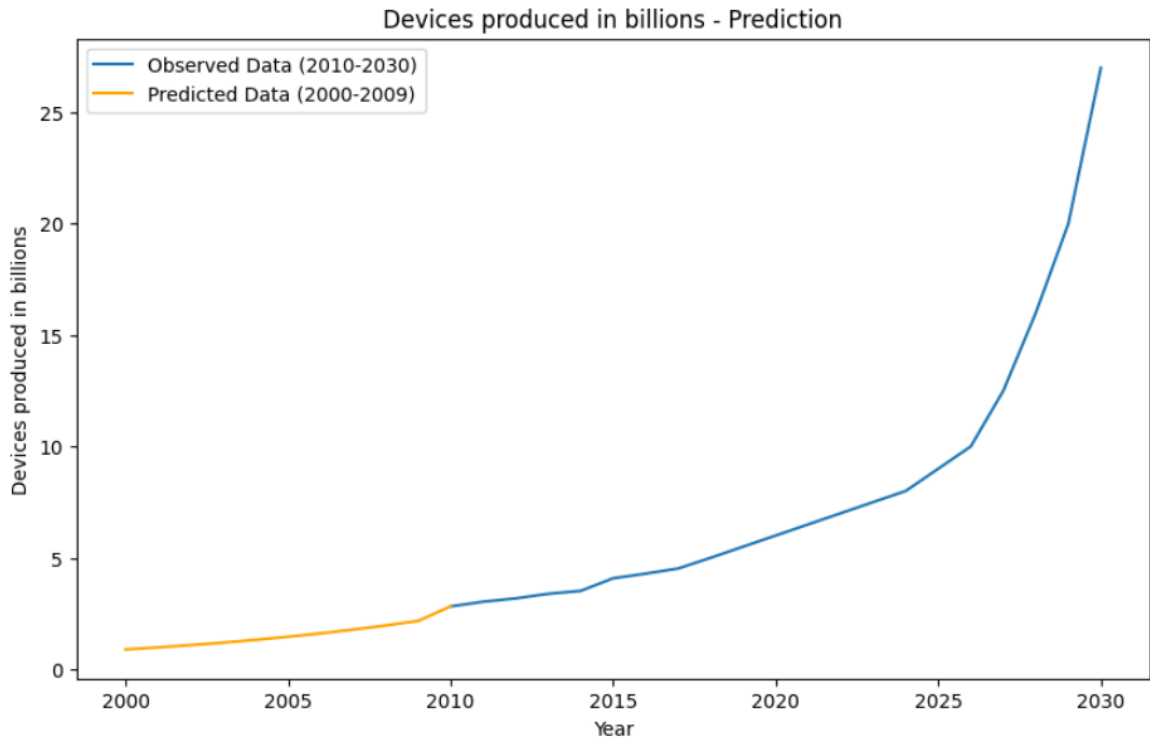 Devices produced in billions - Prediction
Observed Data (2010-2030)
Predicted Data (2000-2009)
Devices produced in billions
25
20
15
10
5
0
2000 2005 2010 2015 2020 2025 2030
Year